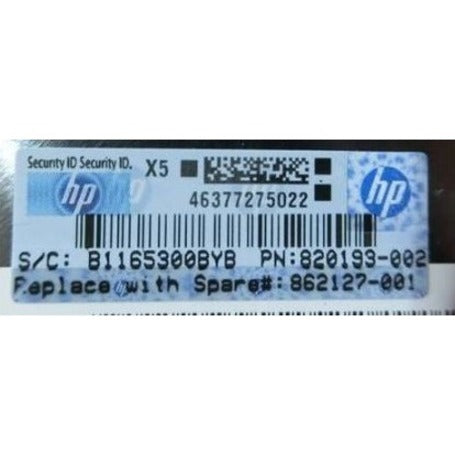 Security ID Security ID. X5
46377275022
hp hp
S/C: B1165300BYB PN:820193-002
Replace with Spare#: 862127-001